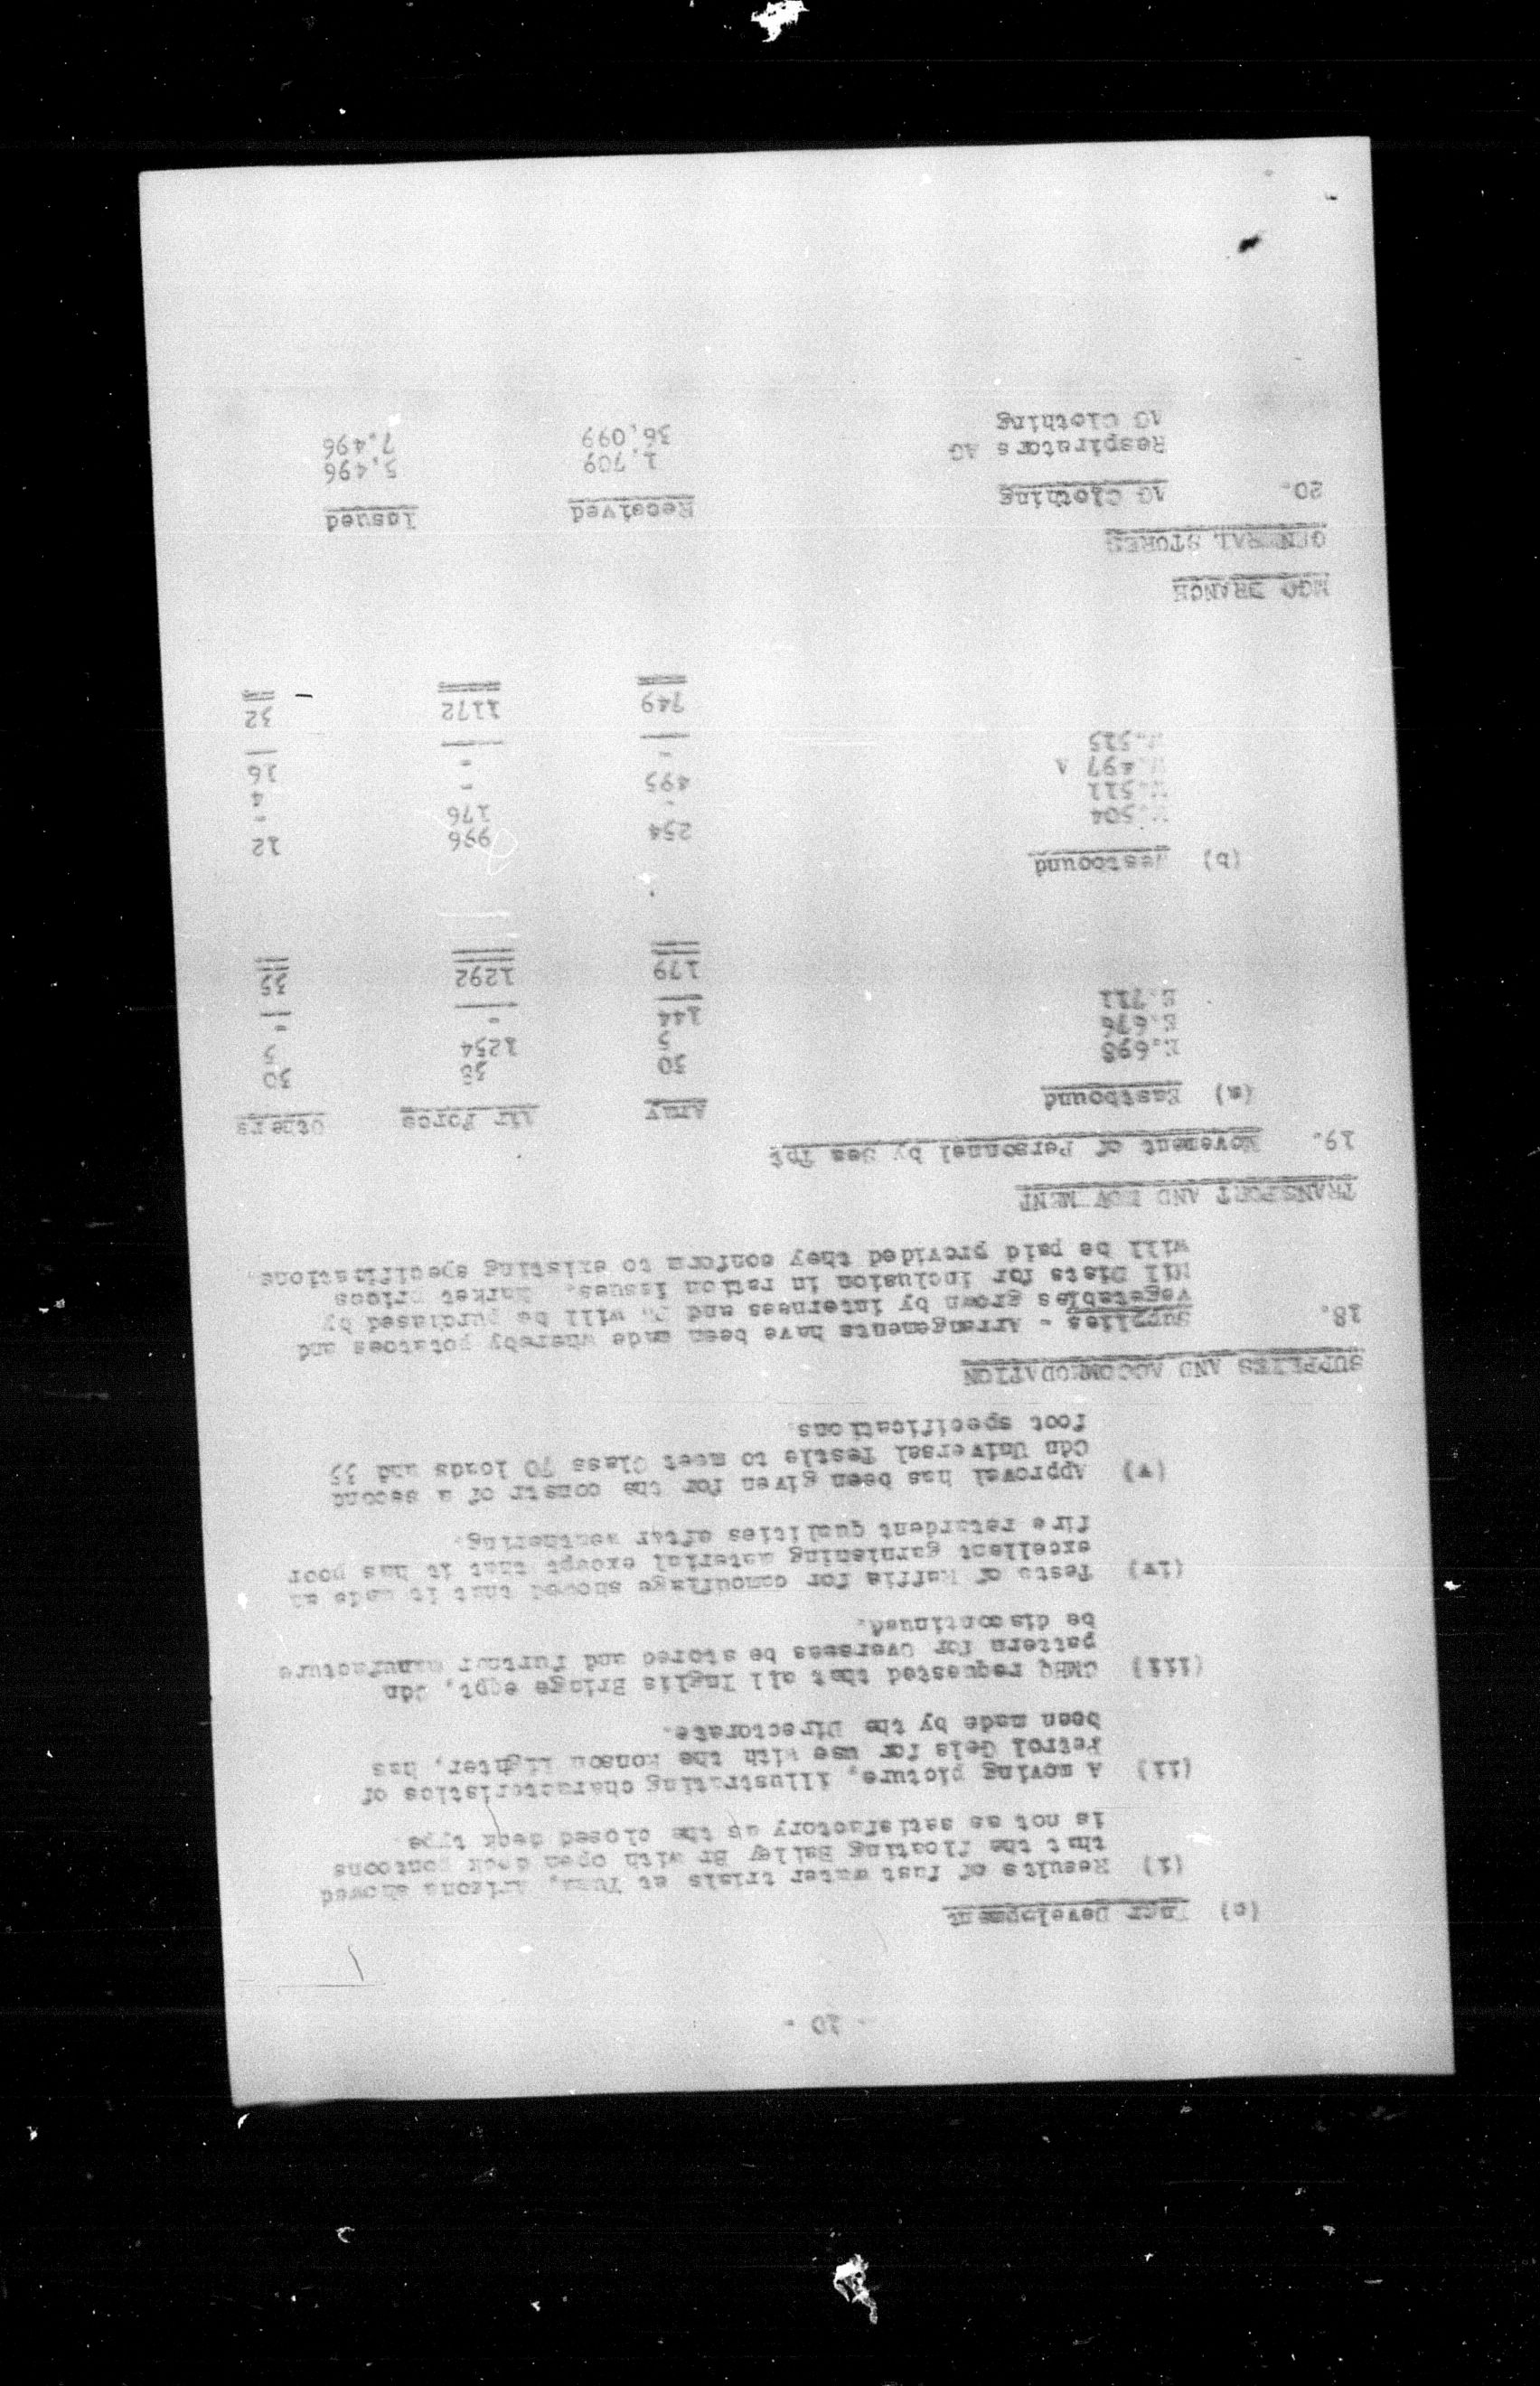 - 10 -
(c) Engr Development
(i) Results of fast water trials at Yuma, Arizona showed
that the floating Bailey Br with open deck pontoons
is not as satisfactory as the closed deck type.
(ii) A moving picture, illustrating characteristics of
Petrol Gels for use with the Ronson Lighter, has
been made by the Directorate.
(iii) CMHQ requested that all Inglis Bridge eqpt, Cdn
pattern for Overseas be stored and further manufacture
be discontinued.
(iv) Tests of Raffia for camouflage showed that it made an
excellent garnishing material except that it has poor
fire retardent qualities after weathering.
(v) Approval has been given for the constr of a second
Cdn Universal Testle to meet Class 70 loads and 35
foot specifications.
SUPPLIES AND ACCOMMODATION
18. Supplies - Arrangements have been made whereby potatoes and
vegetables grown by internees and PW will be purchased by
Mil Dists for inclusion in ration issues. Market prices
will be paid provided they conform to existing specifications.
TRANSPORT AND MOVEMENT
19. Movement of Personnel by Sea Tpt
Army Air Force Others
(a) Eastbound
E.698 30 38 30
E.676 5 1254 5
E.711 144 - -
179 1292 35
(b) Westbound
W.504 254 996 12
W.511 - 176 -
W.497 A 495 - 4
W.515 - - 16
749 1172 32
MGO BRANCH
GENERAL STORES
20. AG Clothing Received Issued
Respirators AG 1,709 5,496
AG Clothing 36,099 7,496